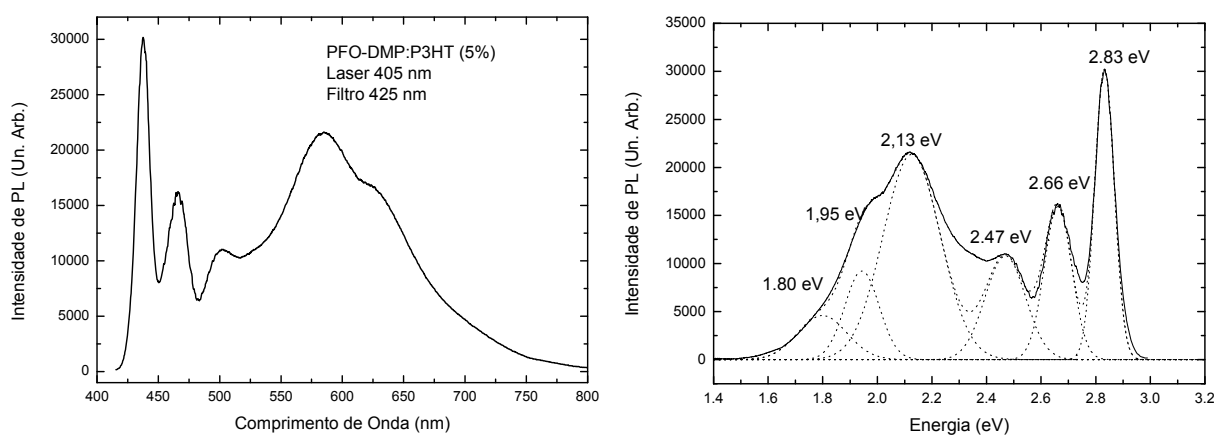 Intensidade de PL (Un. Arb.)
30000
25000
20000
15000
10000
5000
0
PFO-DMP:P3HT (5%)
Laser 405 nm
Filtro 425 nm
400 450 500 550 600 650 700 750 800
Comprimento de Onda (nm)
Intensidade de PL (Un. Arb.)
35000
30000
25000
20000
15000
10000
5000
0
2.83 eV
2,13 eV
2.66 eV
1,95 eV
2.47 eV
1.80 eV
1.4 1.6 1.8 2.0 2.2 2.4 2.6 2.8 3.0 3.2
Energia (eV)